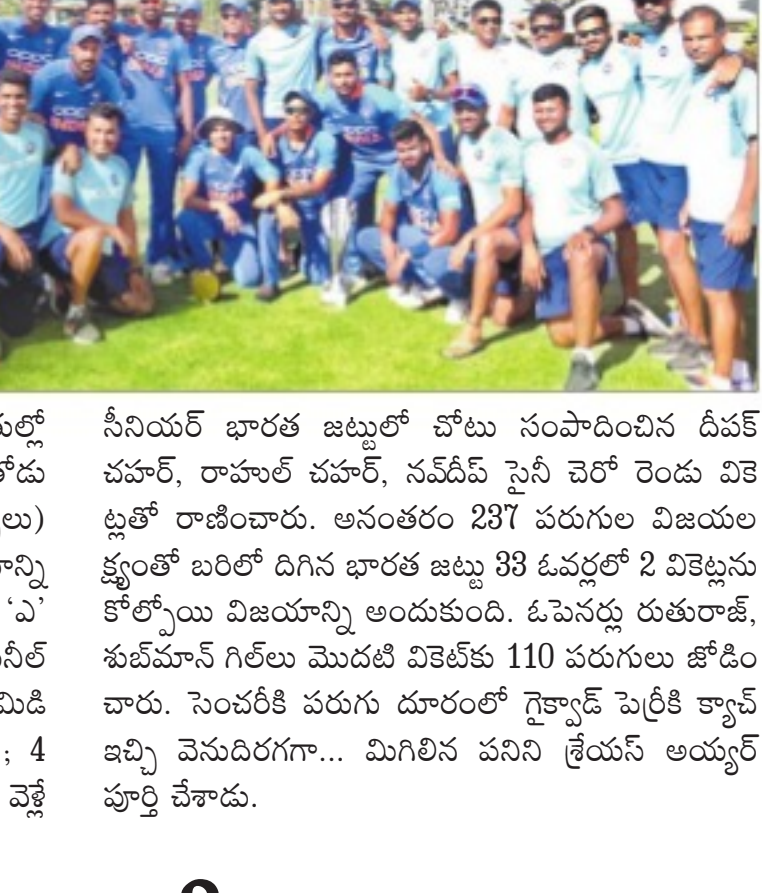 ల్లో
తోడు
లు)
న్ని
‘ఎ’
నీల్
మిడి
; 4
వెళ్లే
సీనియర్ భారత జట్టులో చోటు సంపాదించిన దీపక్
చహర్, రాహుల్ చహర్, నవ్‌దీప్ సైనీ చెరో రెండు వికె
ట్లతో రాణించారు. అనంతరం 237 పరుగుల విజయల
క్ష్యంతో బరిలో దిగిన భారత జట్టు 33 ఓవర్లలో 2 వికెట్లను
కోల్పోయి విజయాన్ని అందుకుంది. ఓపెనర్లు రుతురాజ్,
శుబ్‌మాన్ గిల్‌లు మొదటి వికెట్‌కు 110 పరుగులు జోడిం
చారు. సెంచరీకి పరుగు దూరంలో గైక్వాడ్ పెర్రీకి క్యాచ్
ఇచ్చి వెనుదిరగగా... మిగిలిన పనిని శ్రేయస్ అయ్యర్
పూర్తి చేశాడు.